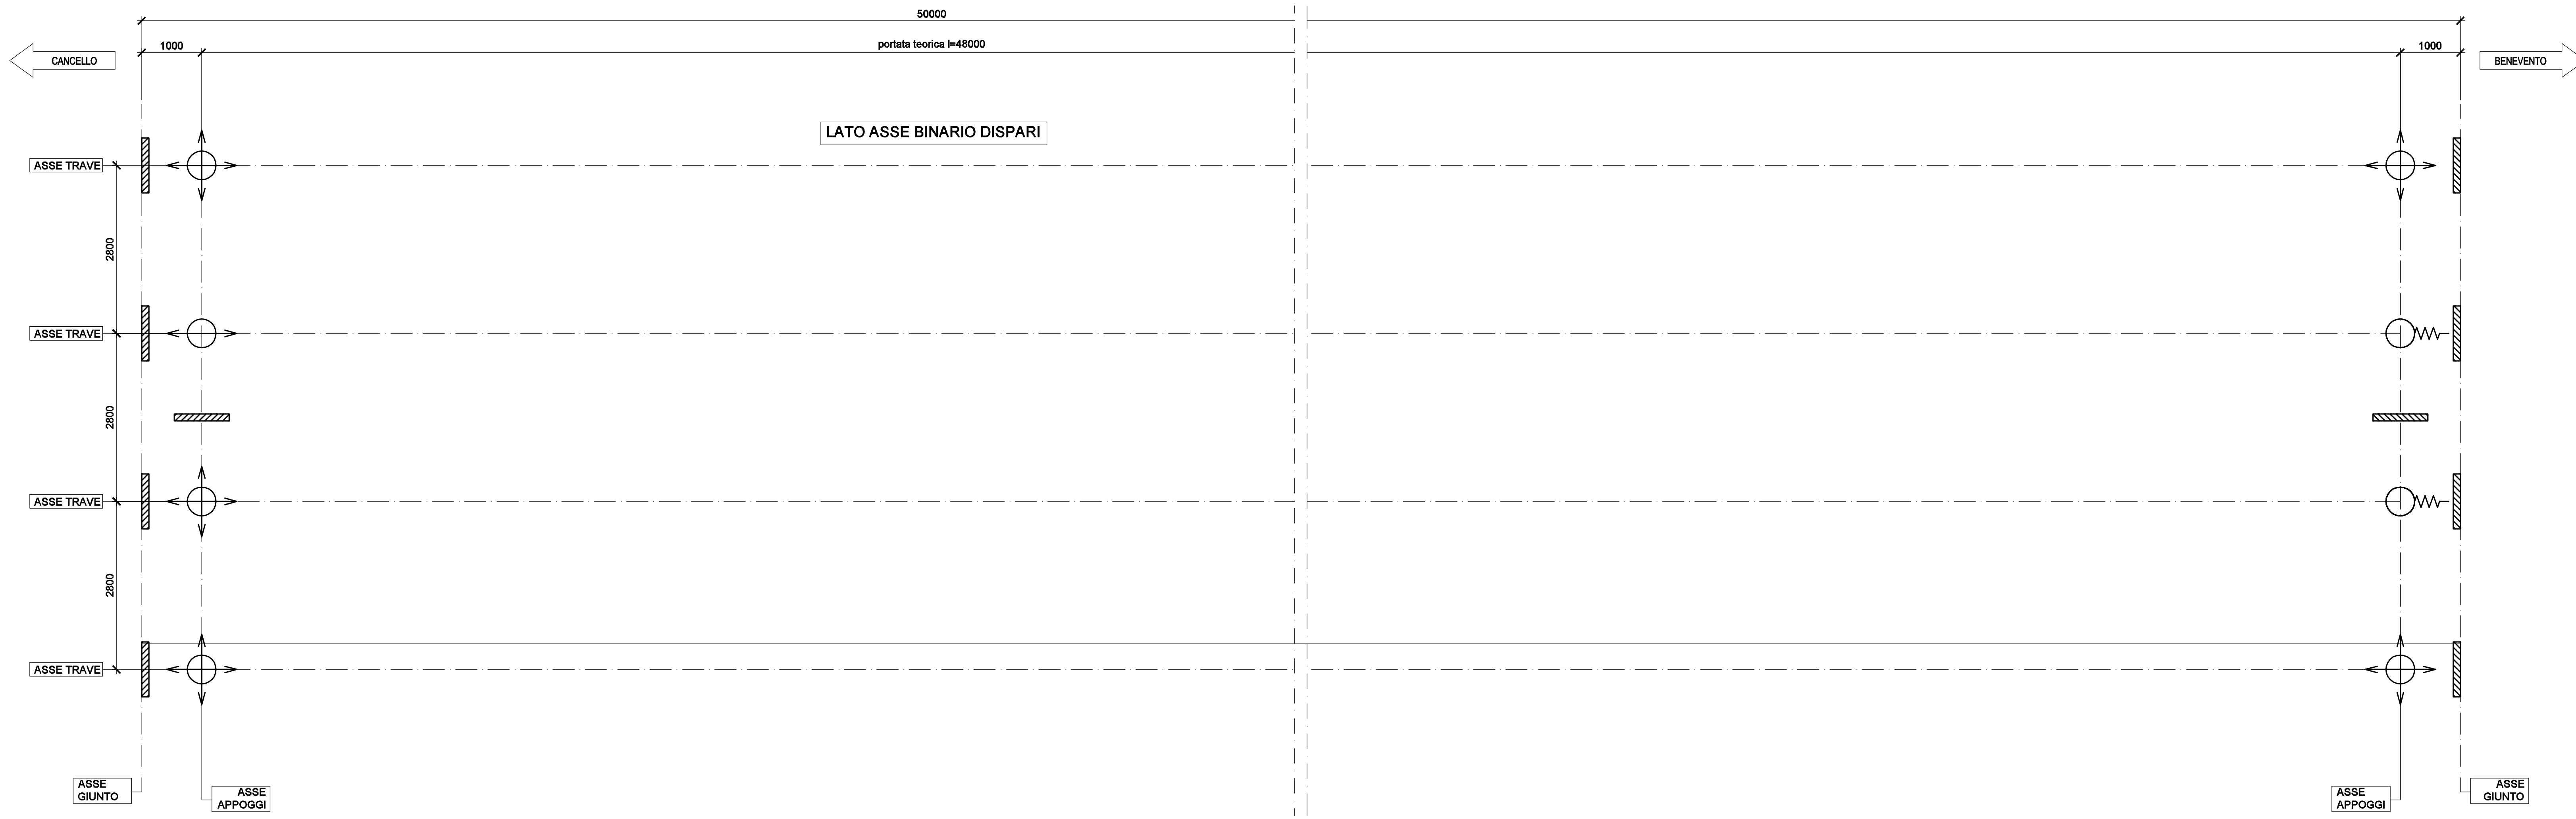 50000
1000
portata teorica l=48000
1000
CANCELLO
BENEVENTO
LATO ASSE BINARIO DISPARI
ASSE TRAVE
2800
ASSE TRAVE
2800
ASSE TRAVE
2800
ASSE TRAVE
ASSE
GIUNTO
ASSE
APPOGGI
ASSE
APPOGGI
ASSE
GIUNTO